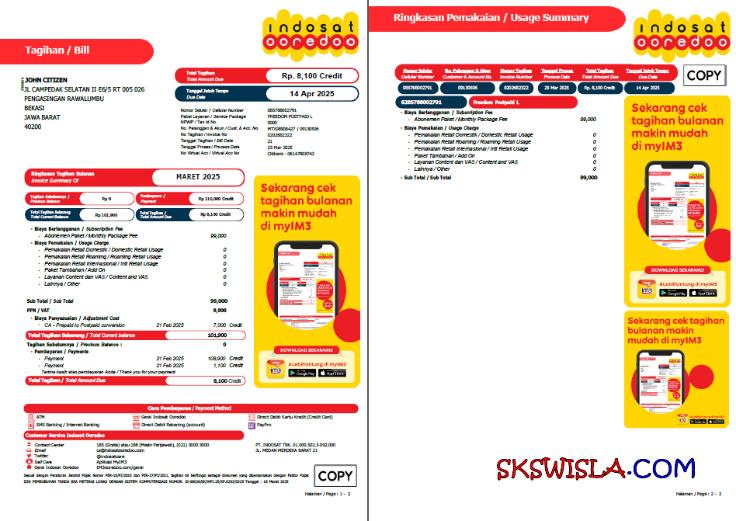 Tagihan / Bill
indosat
ooredoo
JOHN CITIZEN
JL CAMPEDAK SELATAN II E6/5 RT 005 026
PENGASINGAN RAWALUMBU
BEKASI
JAWA BARAT
40200
Total Tagihan
Total Amount Due
Rp. 8,100 Credit
Tanggal Jatuh Tempo
Due Date
14 Apr 2025
Nomor Seluler / Cellular Number
085768002791
Paket Layanan / Service Package
FREEDOM POSTPAID L
NPWP / Tax Id No.
0000
No. Pelanggan & Akun / Cust. & Acc. No.
No Tagihan / Invoice No
0202682322
Tanggal Tagihan / Bill Date
21
Tanggal Proses / Process Date
25 Mar 2020
No Virtual Acc / Virtual Acc No
Ringkasan Tagihan Bulanan
Invoice Summary Of
MARET 2025
Tagihan Sebelumnya /
Previous Balance
Rp 0
Pembayaran /
Payment
Rp 110,000 Credit
Total Tagihan Sekarang
Total Current Balance
Rp 101,900
Total Tagihan /
Total Amount Due
Rp 8,100 Credit
- Biaya Berlangganan / Subscription Fee
- Abonemen Paket / Monthly Package Fee 99,000
- Biaya Pemakaian / Usage Charge
- Pemakaian Retail Domestik / Domestic Retail Usage 0
- Pemakaian Retail Roaming / Roaming Retail Usage 0
- Pemakaian Retail Internasional / Intl Retail Usage 0
- Paket Tambahan / Add On 0
- Layanan Content dan VAS / Content and VAS 0
- Lainnya / Other 0
Sub Total / Sub Total 99,000
PPN / VAT 9,900
- Biaya Penyesuaian / Adjustment Cost
- CA - Prepaid to Postpaid conversion 21 Feb 2025 7,000 Credit
Total Tagihan Sekarang / Total Current balance 101,900
Tagihan Sebelumnya / Previous Balance : 0
- Pembayaran / Payments
- Payment 21 Feb 2025 108,900 Credit
- Payment 21 Feb 2025 1,100 Credit
Terima kasih atas pembayaran Anda / Thank you for your payment
Total Tagihan / Total Amount Due 8,100 Credit
Sekarang cek
tagihan bulanan
makin mudah
di myIM3
DOWNLOAD SEKARANG!
#LebihUntung di myIM3
Google Play
App Store
Cara Pembayaran / Payment Method
ATM
Gerai Indosat Ooredoo
Direct Debit Kartu Kredit (Credit Card)
SMS Banking / Internet Banking
Direct Debit Rekening (account)
PayPro
Customer Service Indosat Ooredoo
Contact Center
185 (Gratis) atau 186 (Mesin Penjawab), (021) 3000 3000
Email
cs@indosatooredoo.com
Twitter
@indosatcare
Self Care
Aplikasi MyIM3
Gerai Indosat Ooredoo
IM3ooredoo.com/gerai
PT. INDOSAT TBK. 01.000.502.3-092.000
JL. MEDAN MERDEKA BARAT 21
COPY
Halaman / Page : 1 - 2
Ringkasan Pemakaian / Usage Summary
indosat
ooredoo
Nomor Seluler
Cellular Number
085768002791
No. Pelanggan & Akun
Customer & Account No.
Nomor Tagihan
Invoice Number
0202682322
Tanggal Proses
Process Date
25 Mar 2020
Total Tagihan
Total Amount Due
Rp. 8,100 Credit
Tanggal Jatuh Tempo
Due Date
14 Apr 2025
COPY
6285768002791
Freedom Postpaid L
- Biaya Berlangganan / Subscription Fee
- Abonemen Paket / Monthly Package Fee 99,000
- Biaya Pemakaian / Usage Charge
- Pemakaian Retail Domestik / Domestic Retail Usage 0
- Pemakaian Retail Roaming / Roaming Retail Usage 0
- Pemakaian Retail Internasional / Intl Retail Usage 0
- Paket Tambahan / Add On 0
- Layanan Content dan VAS / Content and VAS 0
- Lainnya / Other 0
- Sub Total / Sub Total 99,000
Sekarang cek
tagihan bulanan
makin mudah
di myIM3
DOWNLOAD SEKARANG!
#LebihUntung di myIM3
Google Play
App Store
Sekarang cek tagihan
bulanan makin
mudah di myIM3
SKSWISLA.COM
Halaman / Page : 2 - 2